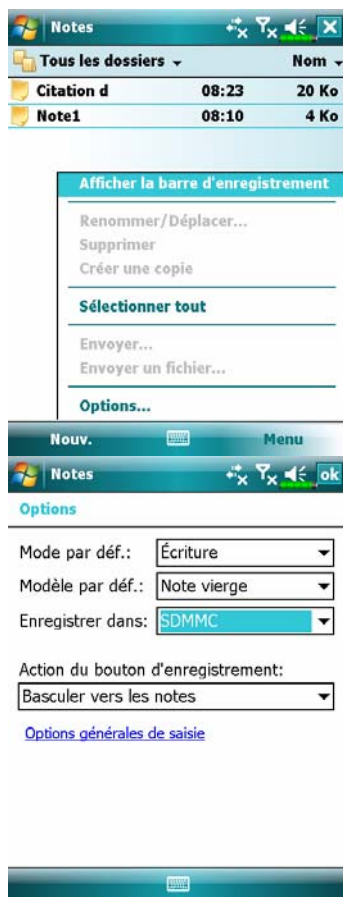 Notes
Tous les dossiers Nom
Citation d 08:23 20 Ko
Note1 08:10 4 Ko
Afficher la barre d'enregistrement
Renommer/Déplacer...
Supprimer
Créer une copie
Sélectionner tout
Envoyer...
Envoyer un fichier...
Options...
Nouv. Menu
Notes ok
Options
Mode par déf.: Écriture
Modèle par déf.: Note vierge
Enregistrer dans: SDMMC
Action du bouton d'enregistrement:
Basculer vers les notes
Options générales de saisie